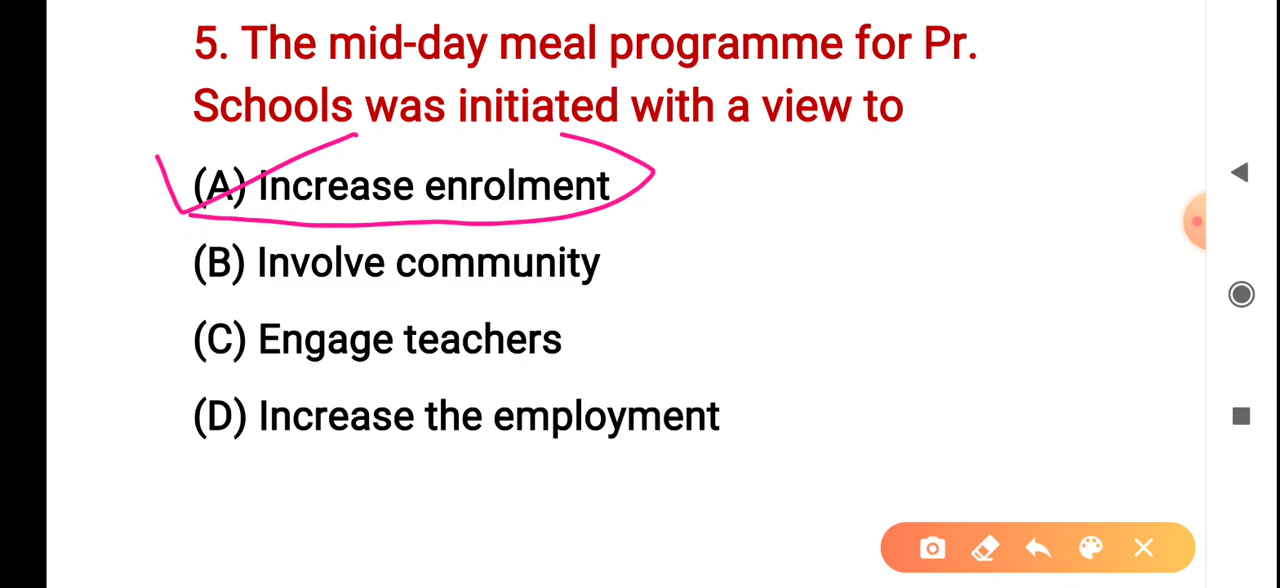 5. The mid-day meal programme for Pr.
Schools was initiated with a view to
(A) Increase enrolment
(B) Involve community
(C) Engage teachers
(D) Increase the employment